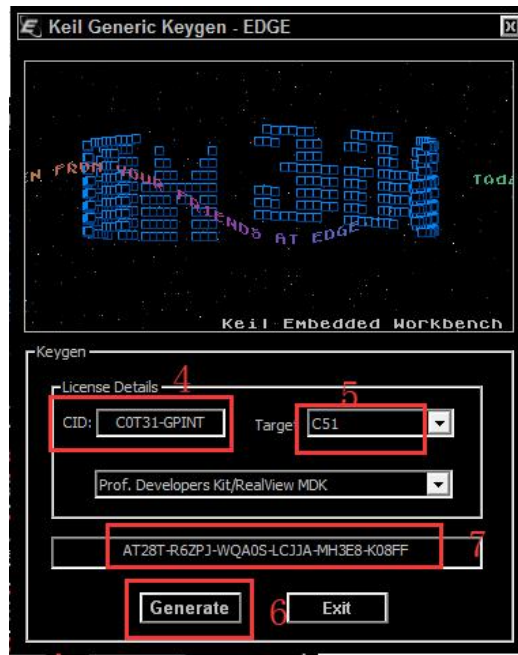 Keil Generic Keygen - EDGE
N FROM YOUR FRIENDS AT EDGE
TODA
Keil Embedded Workbench
Keygen
License Details
4
5
CID:
C0T31-GPINT
Target
C51
Prof. Developers Kit/RealView MDK
AT28T-R6ZPJ-WQA0S-LCJJA-MH3E8-K08FF
7
Generate
6
Exit